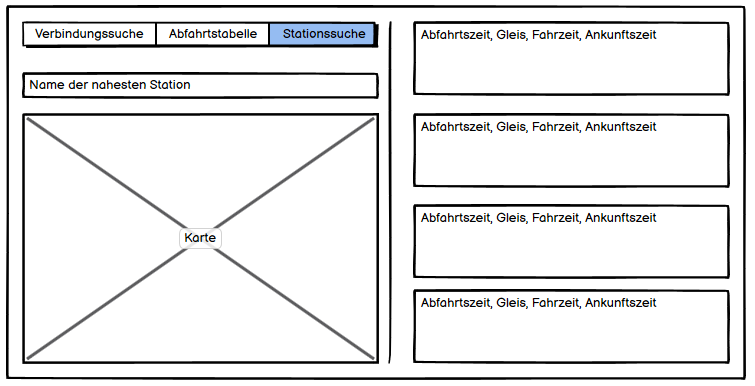 Verbindungssuche Abfahrtstabelle Stationssuche
Name der nahesten Station
Karte
Abfahrtszeit, Gleis, Fahrzeit, Ankunftszeit
Abfahrtszeit, Gleis, Fahrzeit, Ankunftszeit
Abfahrtszeit, Gleis, Fahrzeit, Ankunftszeit
Abfahrtszeit, Gleis, Fahrzeit, Ankunftszeit